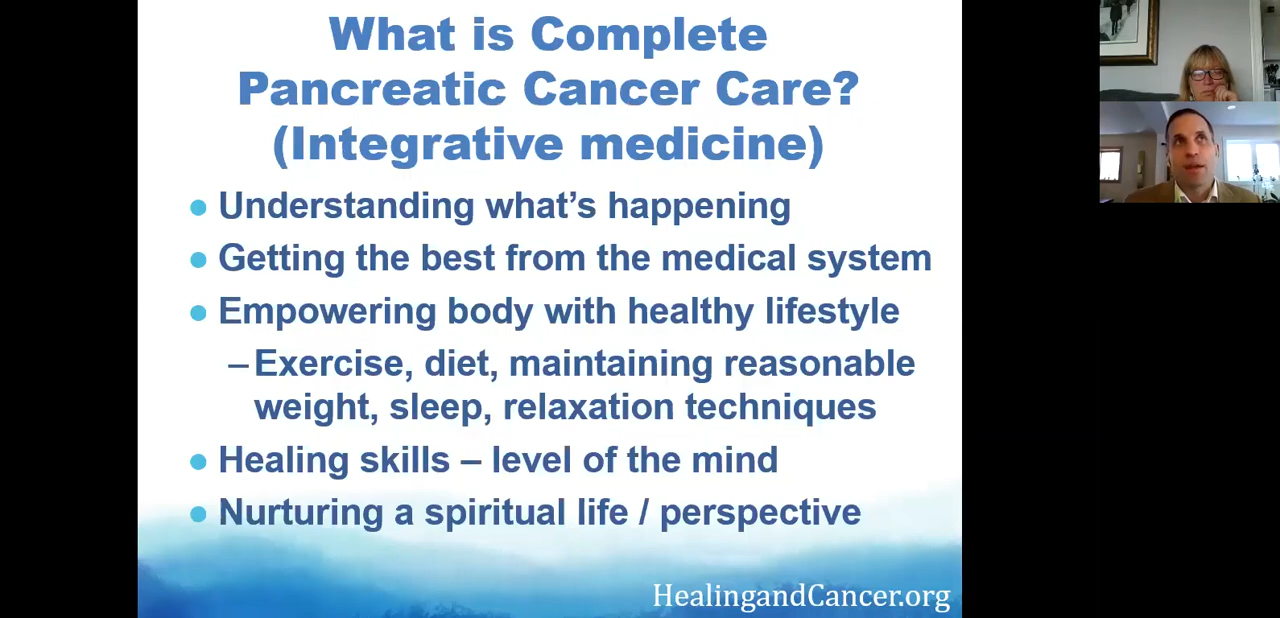 What is Complete
Pancreatic Cancer Care?
(Integrative medicine)
● Understanding what’s happening
● Getting the best from the medical system
● Empowering body with healthy lifestyle
– Exercise, diet, maintaining reasonable
weight, sleep, relaxation techniques
● Healing skills – level of the mind
● Nurturing a spiritual life / perspective
HealingandCancer.org